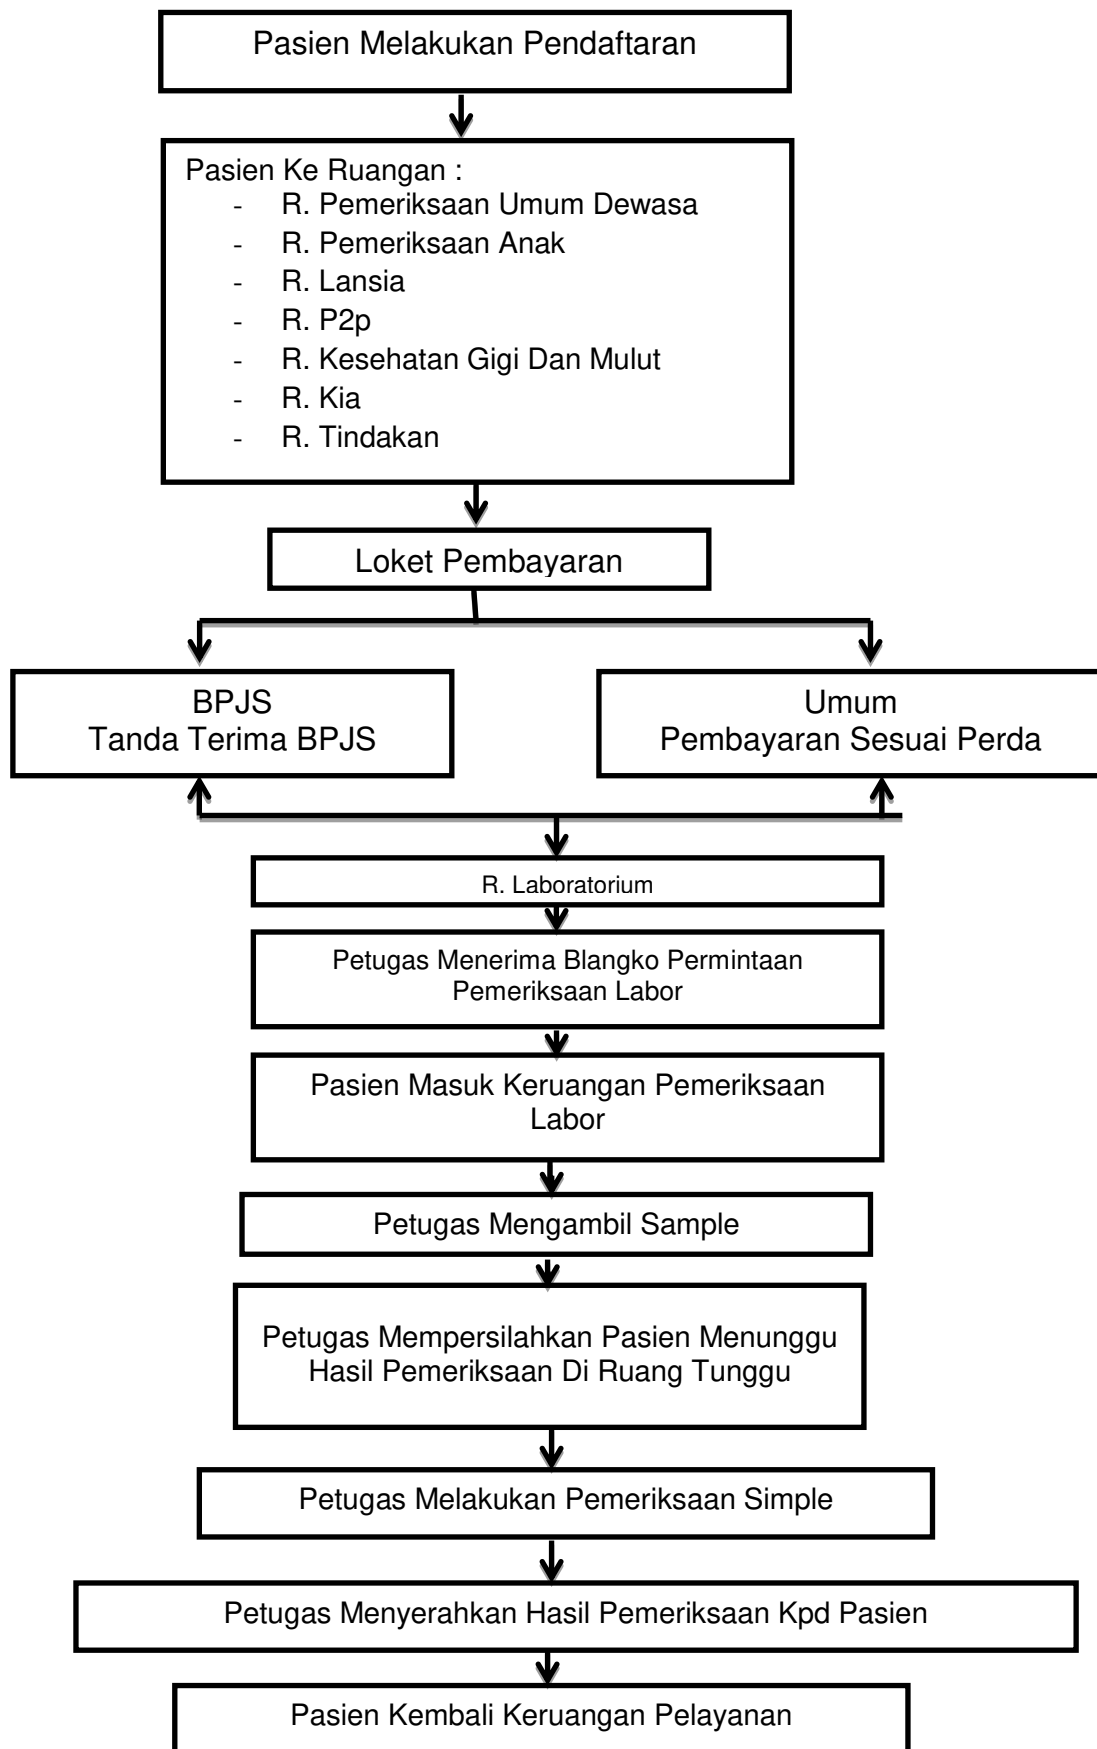 Pasien Melakukan Pendaftaran
Pasien Ke Ruangan :
- R. Pemeriksaan Umum Dewasa
- R. Pemeriksaan Anak
- R. Lansia
- R. P2p
- R. Kesehatan Gigi Dan Mulut
- R. Kia
- R. Tindakan
Loket Pembayaran
BPJS
Tanda Terima BPJS
Umum
Pembayaran Sesuai Perda
R. Laboratorium
Petugas Menerima Blangko Permintaan
Pemeriksaan Labor
Pasien Masuk Keruangan Pemeriksaan
Labor
Petugas Mengambil Sample
Petugas Mempersilahkan Pasien Menunggu
Hasil Pemeriksaan Di Ruang Tunggu
Petugas Melakukan Pemeriksaan Simple
Petugas Menyerahkan Hasil Pemeriksaan Kpd Pasien
Pasien Kembali Keruangan Pelayanan